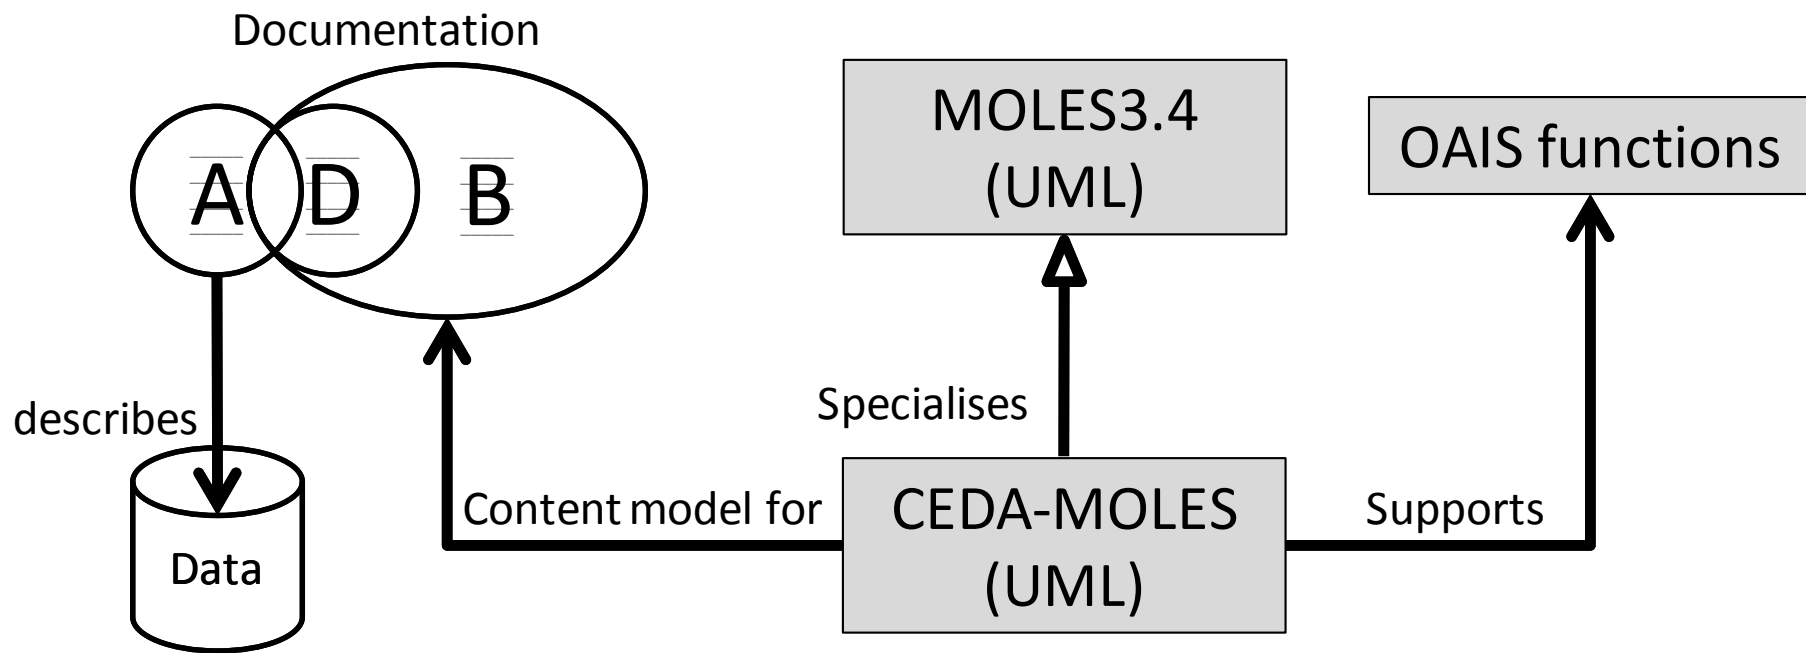 Documentation
A
D
B
describes
Data
Content model for
MOLES3.4
(UML)
Specialises
CEDA-MOLES
(UML)
OAIS functions
Supports